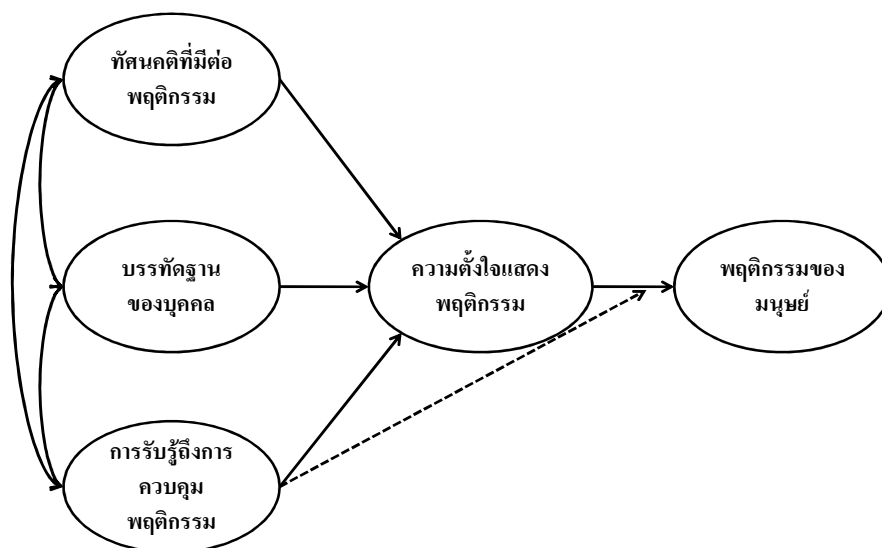 ทัศนคติที่มีต่อ
พฤติกรรม
บรรทัดฐาน
ของบุคคล
ความตั้งใจแสดง
พฤติกรรม
พฤติกรรมของ
มนุษย์
การรับรู้ถึงการ
ควบคุม
พฤติกรรม